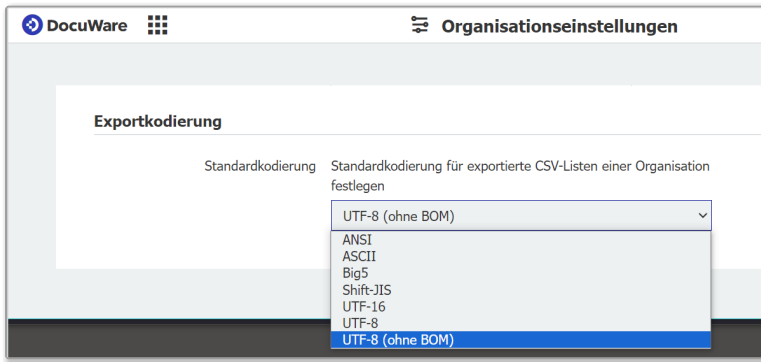 DocuWare
Organisationseinstellungen
Exportkodierung
Standardkodierung
Standardkodierung für exportierte CSV-Listen einer Organisation
festlegen
UTF-8 (ohne BOM)
ANSI
ASCII
Big5
Shift-JIS
UTF-16
UTF-8
UTF-8 (ohne BOM)